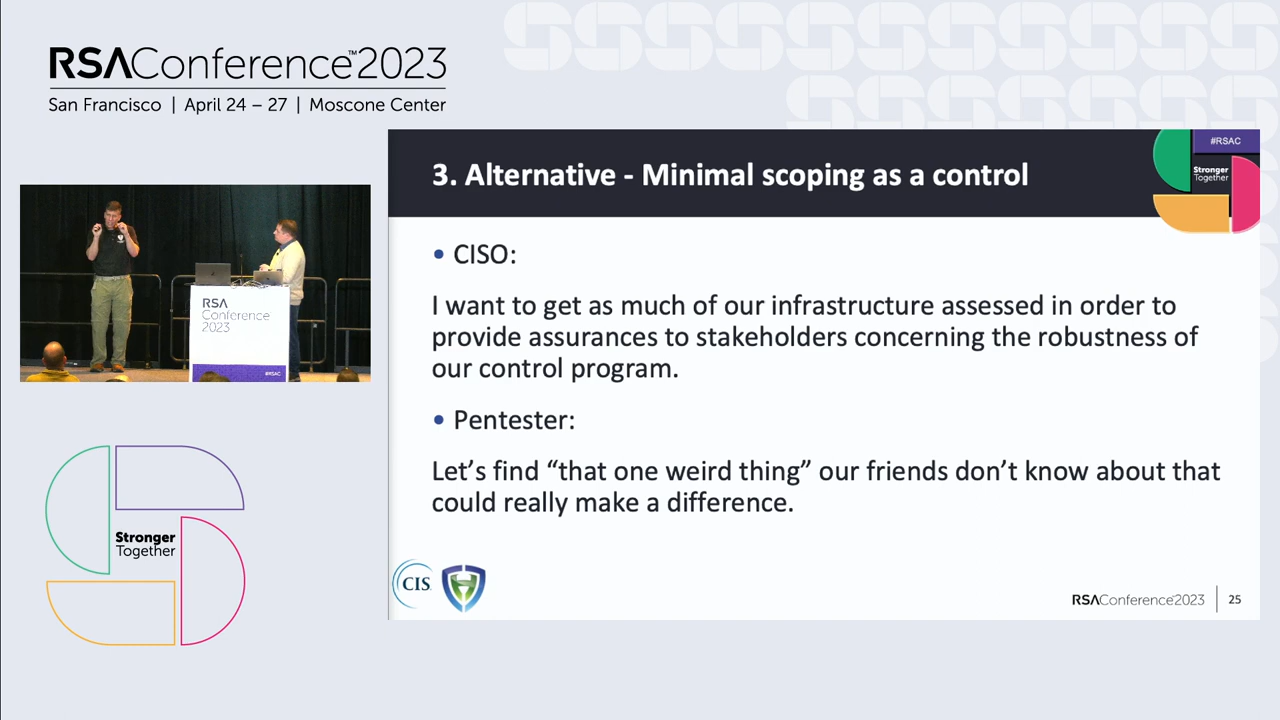 RSAConference™2023
San Francisco | April 24 – 27 | Moscone Center
#RSAC
3. Alternative - Minimal scoping as a control
Stronger
Together
• CISO:
I want to get as much of our infrastructure assessed in order to
provide assurances to stakeholders concerning the robustness of
our control program.
• Pentester:
Let’s find “that one weird thing” our friends don’t know about that
could really make a difference.
CIS
RSAConference2023 | 25
RSA
Conference
2023
#RSAC
Stronger
Together